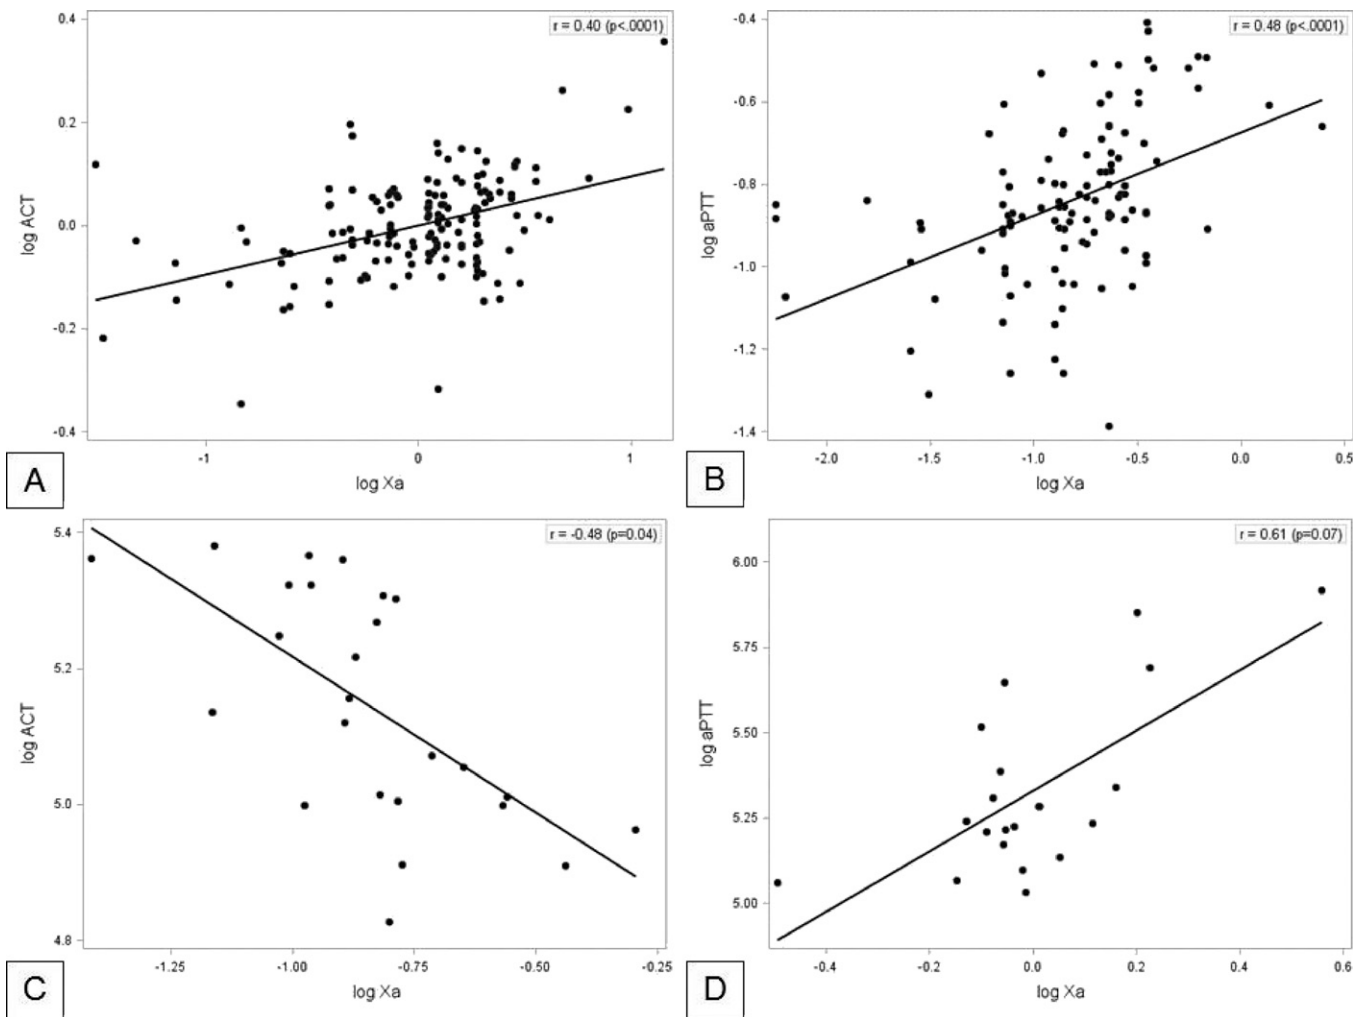 r = 0.40 (p<.0001)
0.4
0.2
0.0
-0.2
-0.4
log ACT
-1
0
1
log Xa
A
r = 0.48 (p<.0001)
-0.4
-0.6
-0.8
-1.0
-1.2
-1.4
log aPTT
-2.0
-1.5
-1.0
-0.5
0.0
0.5
log Xa
B
r = -0.48 (p=0.04)
5.4
5.2
5.0
4.8
log ACT
-1.25
-1.00
-0.75
-0.50
-0.25
log Xa
C
r = 0.61 (p=0.07)
6.00
5.75
5.50
5.25
5.00
log aPTT
-0.4
-0.2
0.0
0.2
0.4
0.6
log Xa
D